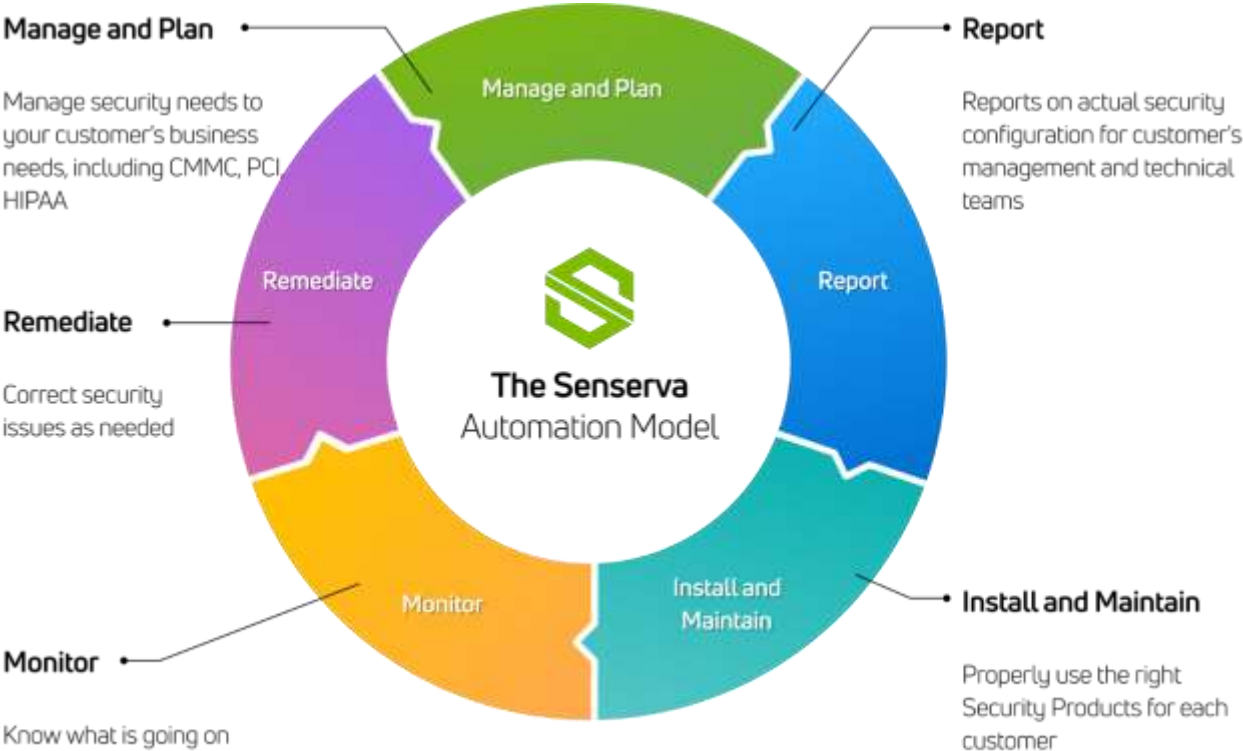 Manage and Plan
Manage security needs to
your customer's business
needs, including CMMC, PCI,
HIPAA
Remediate
Correct security
issues as needed
Monitor
Know what is going on
Manage and Plan
Remediate
Report
The Senserva
Automation Model
Monitor
Install and
Maintain
Report
Reports on actual security
configuration for customer's
management and technical
teams
Install and Maintain
Properly use the right
Security Products for each
customer